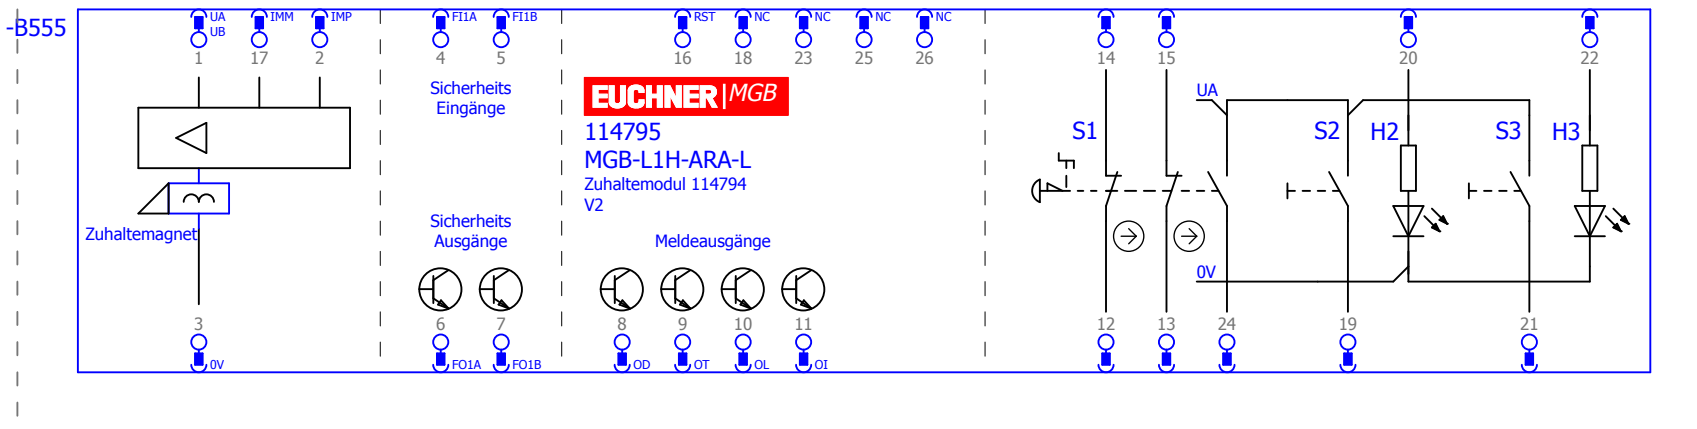 -B555
UA
UB
IMM
IMP
FI1A
FI1B
RST
NC
NC
NC
NC
1
17
2
4
5
16
18
23
25
26
14
15
20
22
Sicherheits
Eingänge
EUCHNER MGB
114795
MGB-L1H-ARA-L
Zuhaltemodul 114794
V2
UA
S1
S2
H2
S3
H3
Zuhaltemagnet
Sicherheits
Ausgänge
Meldeausgänge
0V
3
6
7
8
9
10
11
12
13
24
19
21
0V
FO1A
FO1B
OD
OT
OL
OI